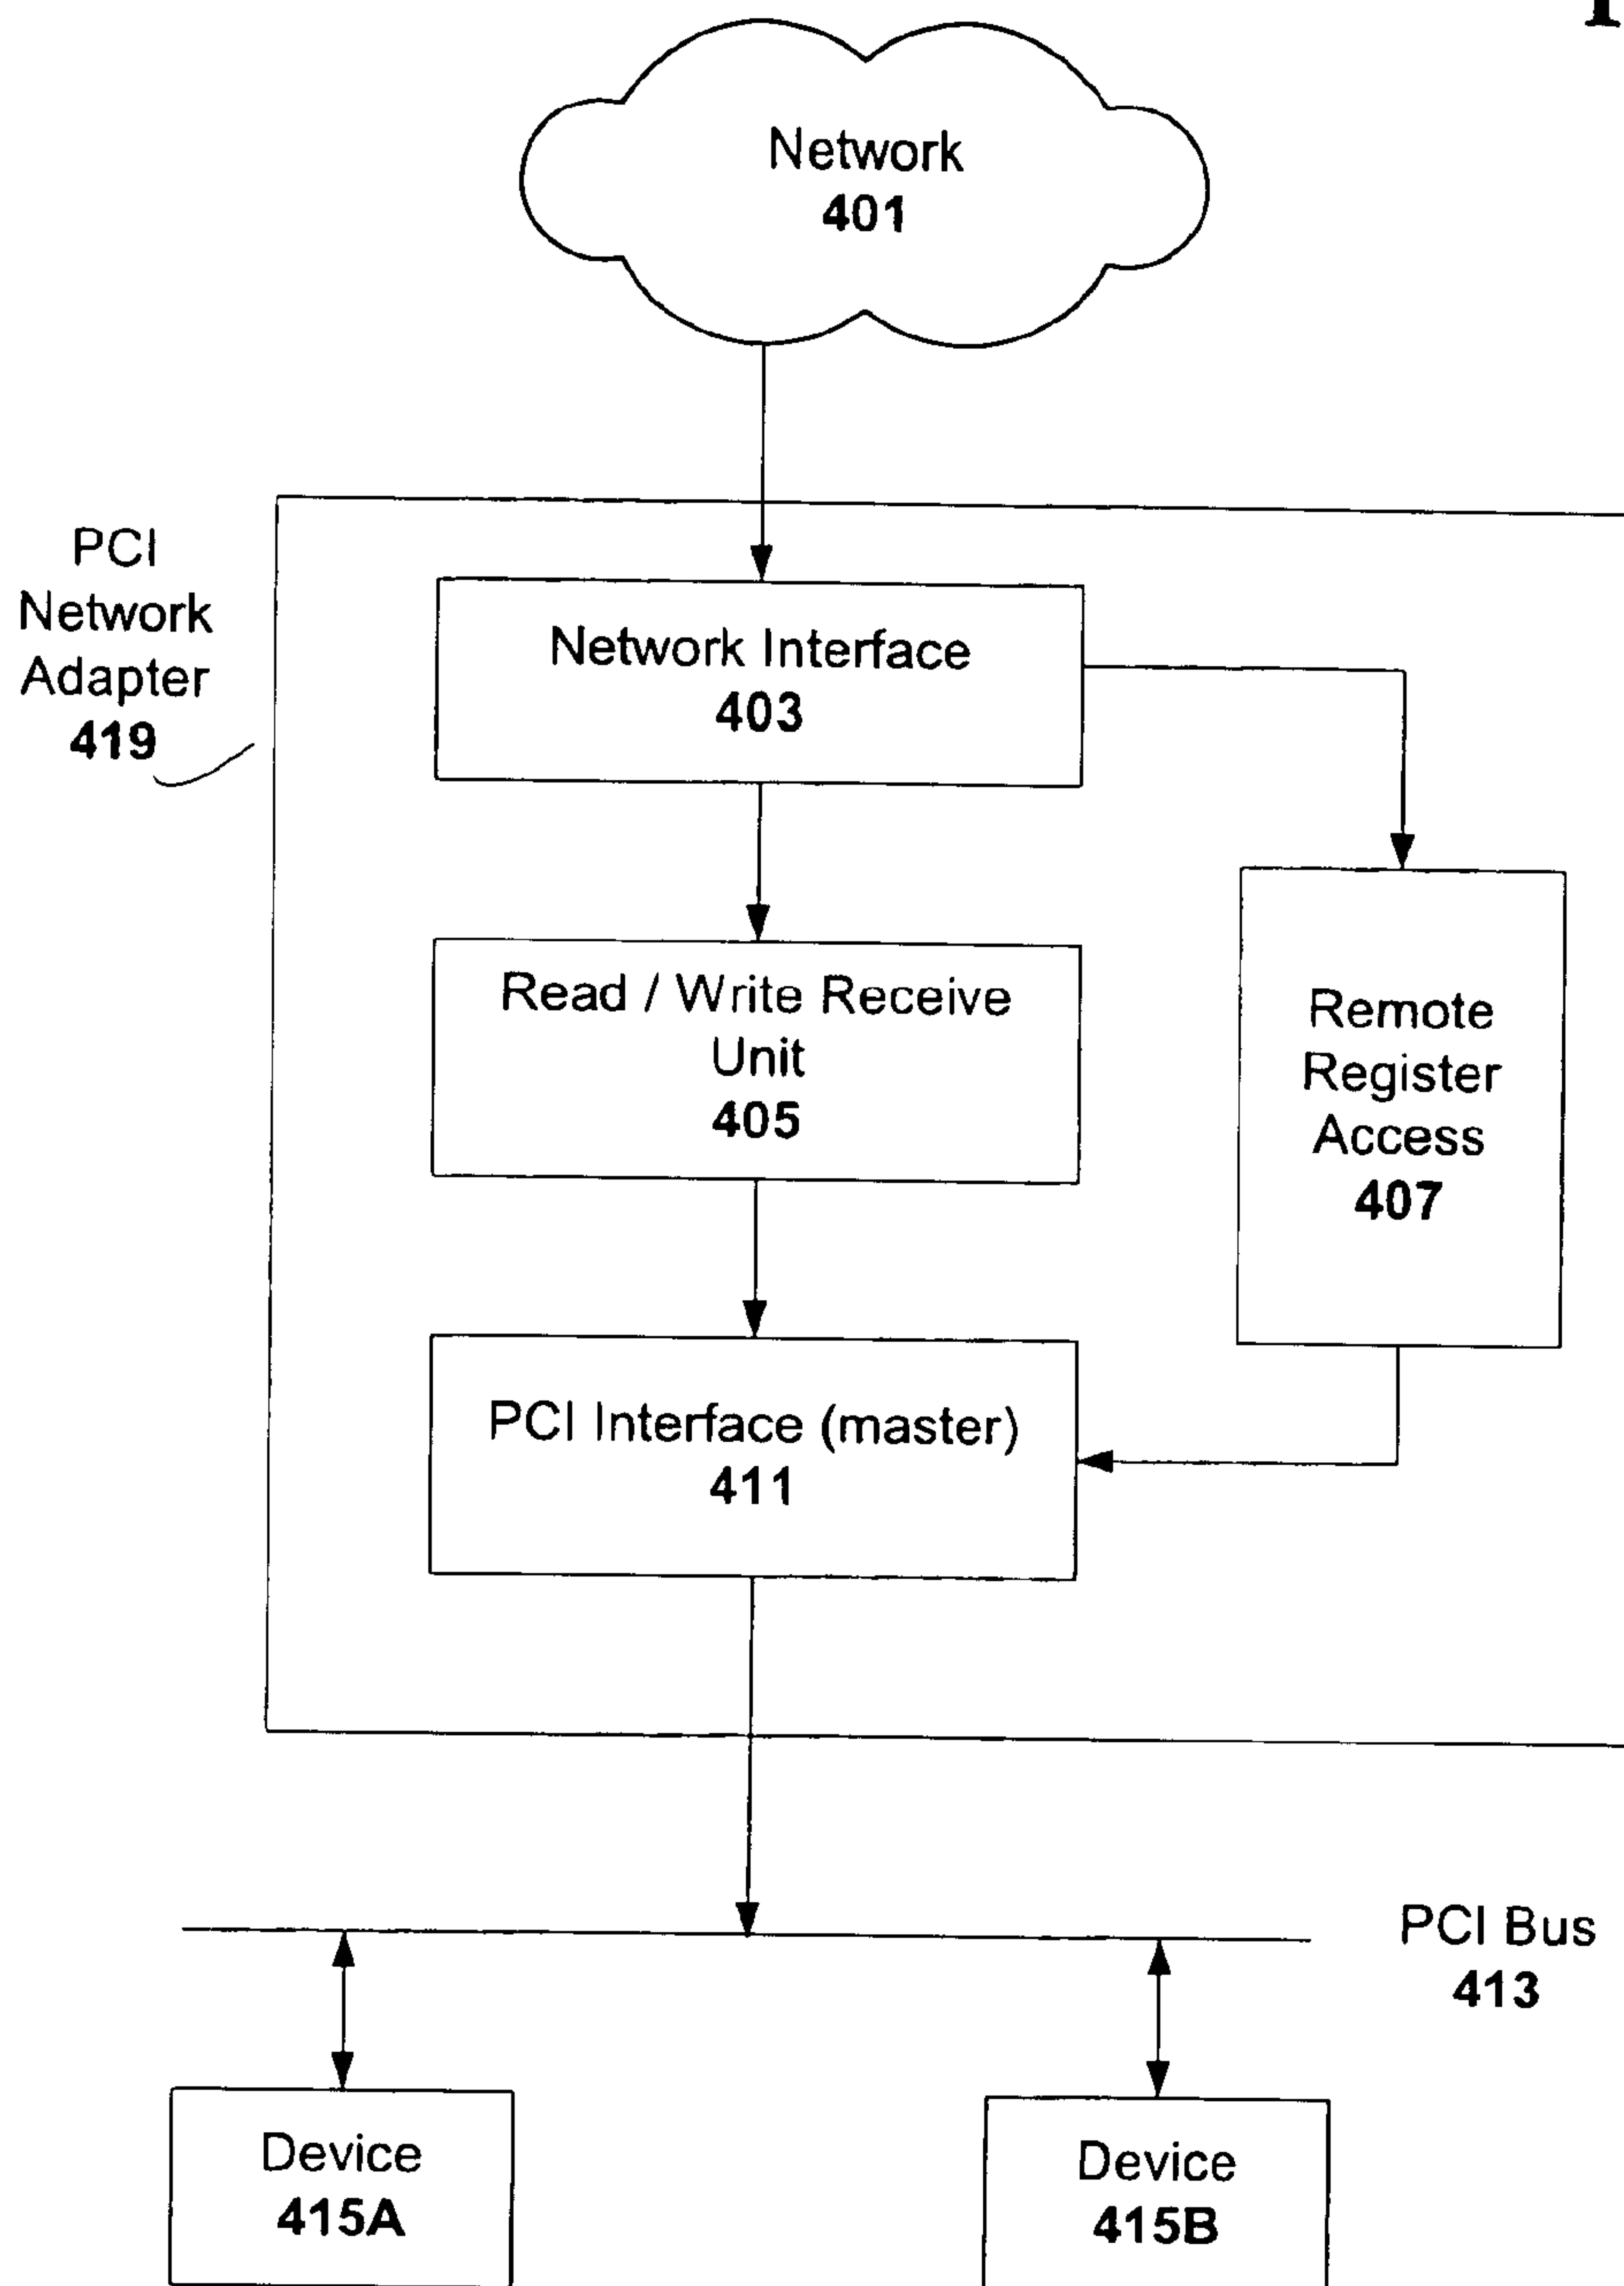 Network
401
PCI
Network
Adapter
419
Network Interface
403
Read / Write Receive
Unit
405
Remote
Register
Access
407
PCI Interface (master)
411
PCI Bus
413
Device
415A
Device
415B